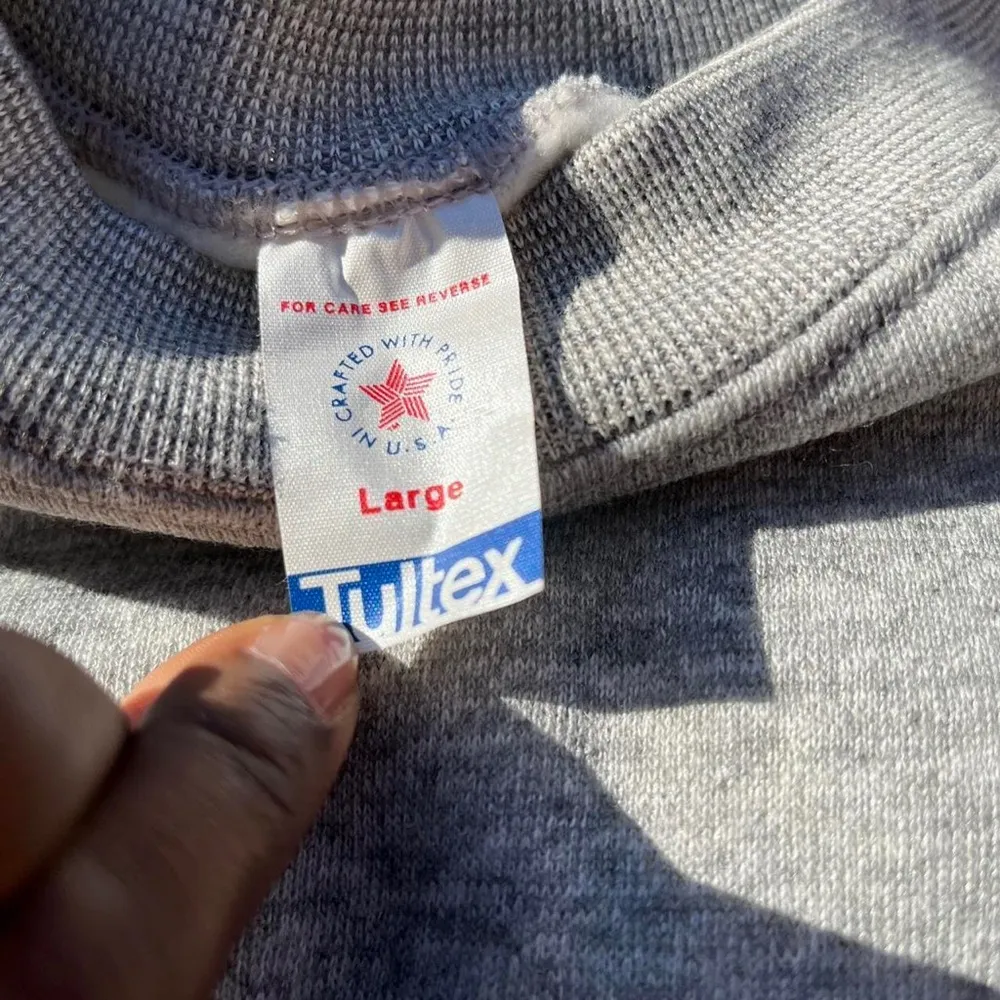 FOR CARE SEE REVERSE
CRAFTED WITH PRIDE
IN U.S.A.
Large
Tultex